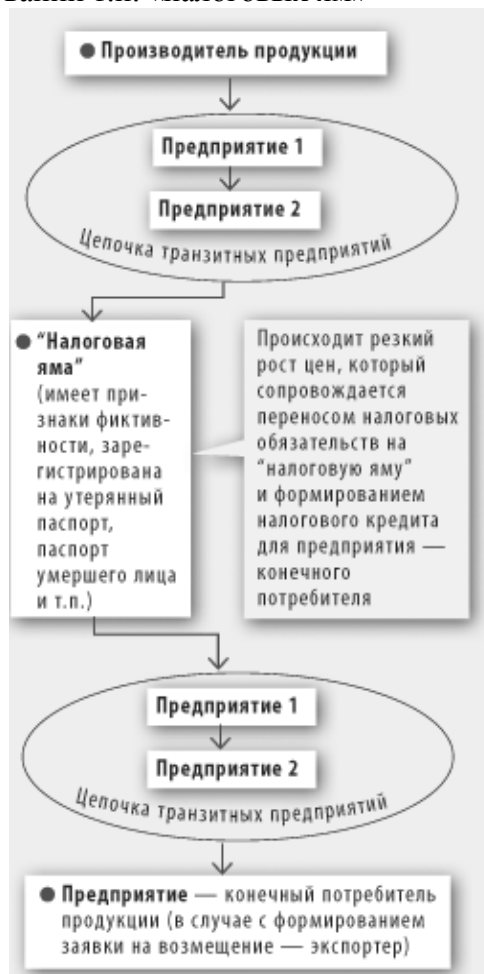 ● Производитель продукции
Предприятие 1
Предприятие 2
Цепочка транзитных предприятий
● “Налоговая
яма”
(имеет при-
знаки фиктив-
ности, заре-
гистрирована
на утерянный
паспорт,
паспорт
умершего лица
и т.п.)
Происходит резкий
рост цен, который
сопровождается
переносом налоговых
обязательств на
“налоговую яму”
и формированием
налогового кредита
для предприятия —
конечного
потребителя
Предприятие 1
Предприятие 2
Цепочка транзитных предприятий
● Предприятие — конечный потребитель
продукции (в случае с формированием
заявки на возмещение — экспортер)